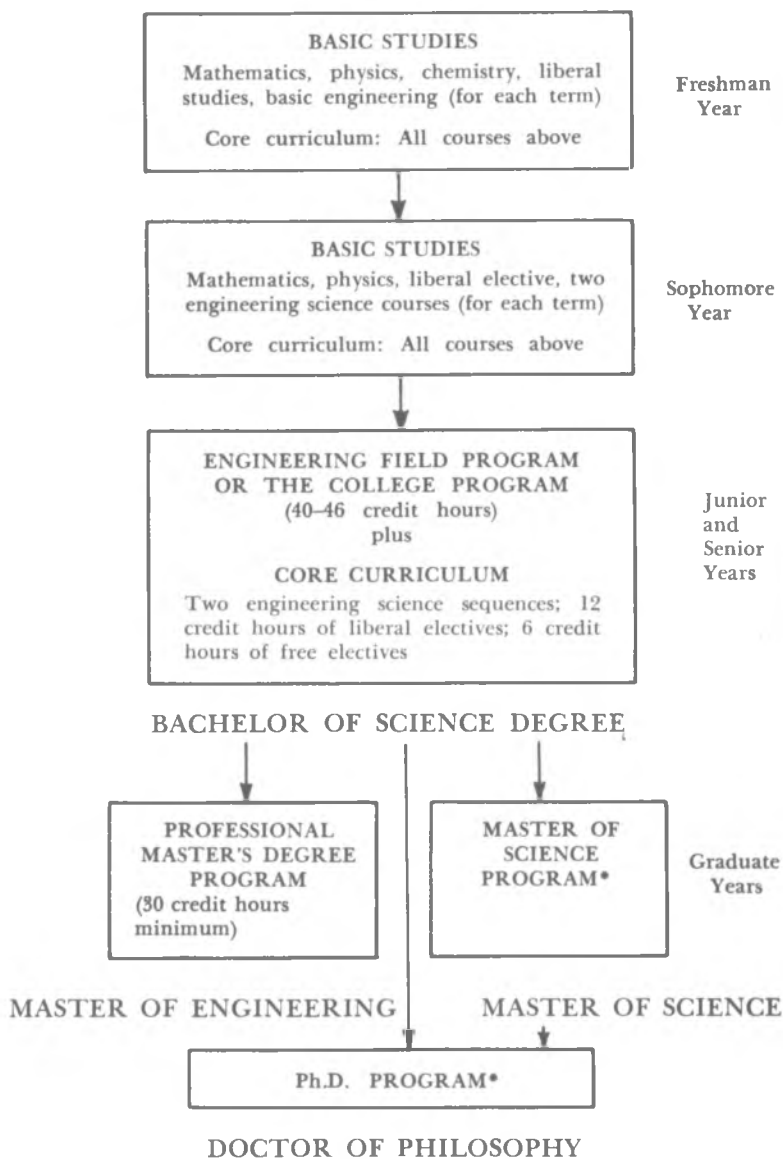 BASIC STUDIES
Mathematics, physics, chemistry, liberal
studies, basic engineering (for each term)
Core curriculum: All courses above
Freshman
Year
BASIC STUDIES
Mathematics, physics, liberal elective, two
engineering science courses (for each term)
Core curriculum: All courses above
Sophomore
Year
ENGINEERING FIELD PROGRAM
OR THE COLLEGE PROGRAM
(40–46 credit hours)
plus
CORE CURRICULUM
Two engineering science sequences; 12
credit hours of liberal electives; 6 credit
hours of free electives
Junior
and
Senior
Years
BACHELOR OF SCIENCE DEGREE
PROFESSIONAL
MASTER'S DEGREE
PROGRAM
(30 credit hours
minimum)
MASTER OF
SCIENCE
PROGRAM*
Graduate
Years
MASTER OF ENGINEERING
MASTER OF SCIENCE
Ph.D. PROGRAM*
DOCTOR OF PHILOSOPHY